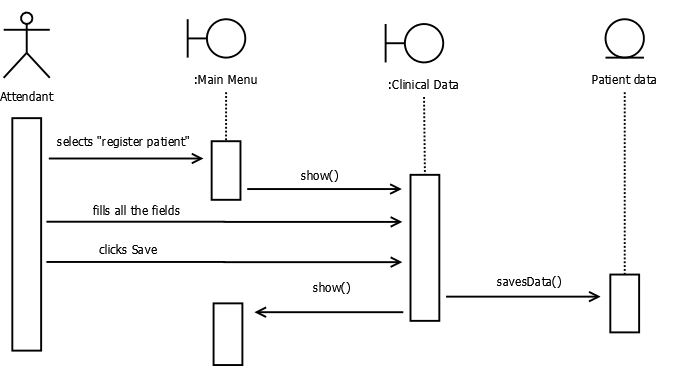 :Main Menu
:Clinical Data
Patient data
Attendant
selects "register patient"
show()
fills all the fields
clicks Save
savesData()
show()